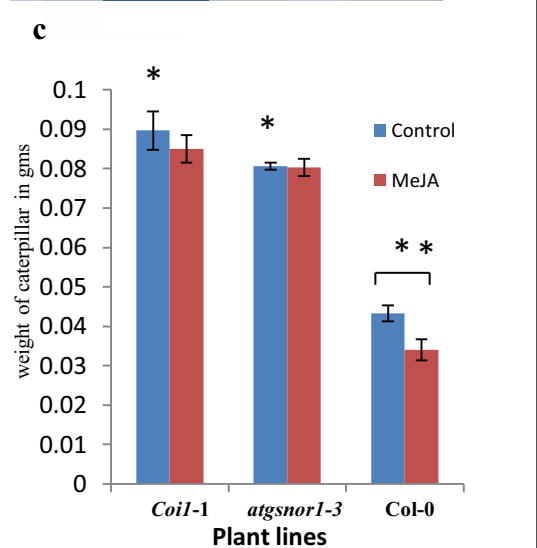 c
*
*
* *
0.1
0.09
0.08
0.07
0.06
0.05
0.04
0.03
0.02
0.01
0
weight of caterpillar in gms
Control
MeJA
Coi1-1 atgsnor1-3 Col-0
Plant lines